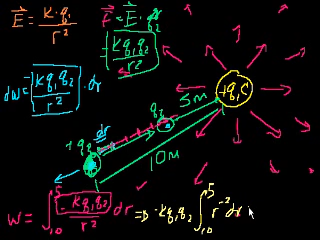 E = K·q₁ / r²
F = E·q₂
-Kq₁q₂ / r²
dW = -Kq₁q₂ / r² · dr
+q₁C
5m
q₂
dr
+q₂
10m
W = ∫₁₀⁵ -Kq₁q₂ / r² dr => -Kq₁q₂ ∫₁₀⁵ r⁻² dr